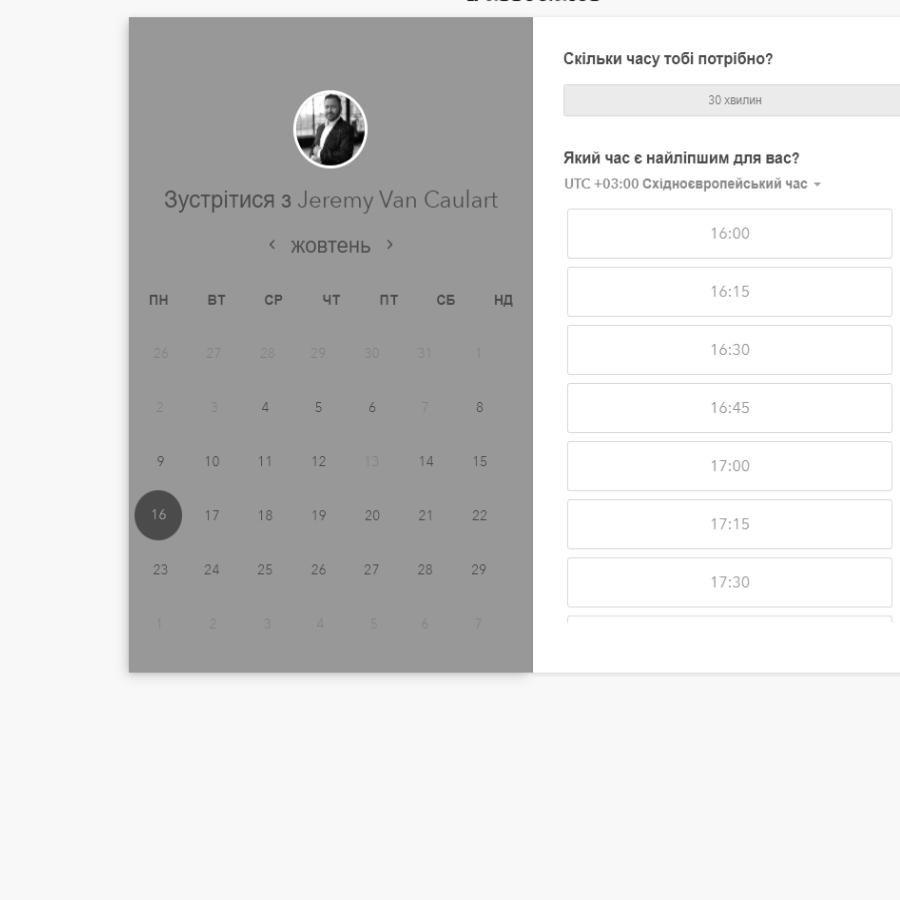 Зустрітися з Jeremy Van Caulart
жовтень
ПН ВТ СР ЧТ ПТ СБ НД
26 27 28 29 30 31 1
2 3 4 5 6 7 8
9 10 11 12 13 14 15
16 17 18 19 20 21 22
23 24 25 26 27 28 29
1 2 3 4 5 6 7
Скільки часу тобі потрібно?
30 хвилин
Який час є найліпшим для вас?
UTC +03:00 Східноєвропейський час
16:00
16:15
16:30
16:45
17:00
17:15
17:30